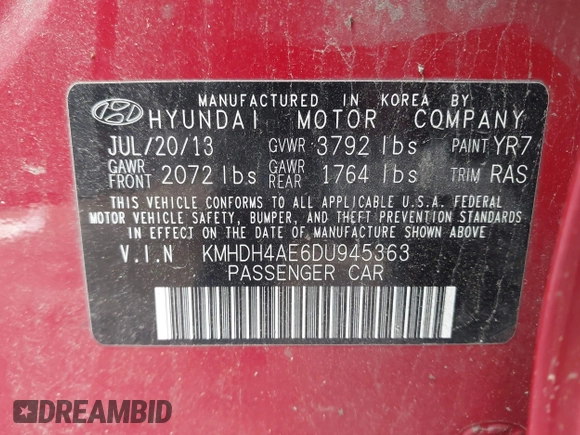 MANUFACTURED IN KOREA BY
HYUNDAI MOTOR COMPANY
JUL/20/13 GVWR 3792 lbs PAINT YR7
GAWR FRONT 2072 lbs GAWR REAR 1764 lbs TRIM RAS
THIS VEHICLE CONFORMS TO ALL APPLICABLE U.S.A. FEDERAL
MOTOR VEHICLE SAFETY, BUMPER, AND THEFT PREVENTION STANDARDS
IN EFFECT ON THE DATE OF MANUFACTURE SHOWN ABOVE.
V.I.N KMHDH4AE6DU945363
PASSENGER CAR
DREAMBID